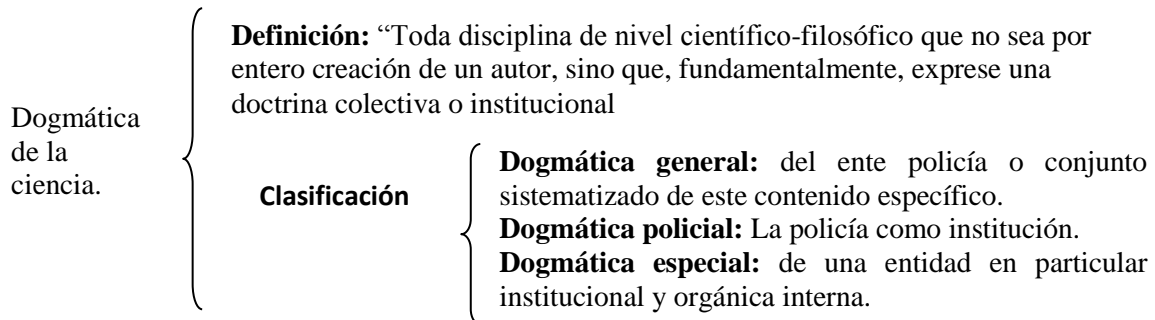 Dogmática
de la
ciencia.
Definición: “Toda disciplina de nivel científico-filosófico que no sea por
entero creación de un autor, sino que, fundamentalmente, exprese una
doctrina colectiva o institucional
Clasificación
Dogmática general: del ente policía o conjunto
sistematizado de este contenido específico.
Dogmática policial: La policía como institución.
Dogmática especial: de una entidad en particular
institucional y orgánica interna.